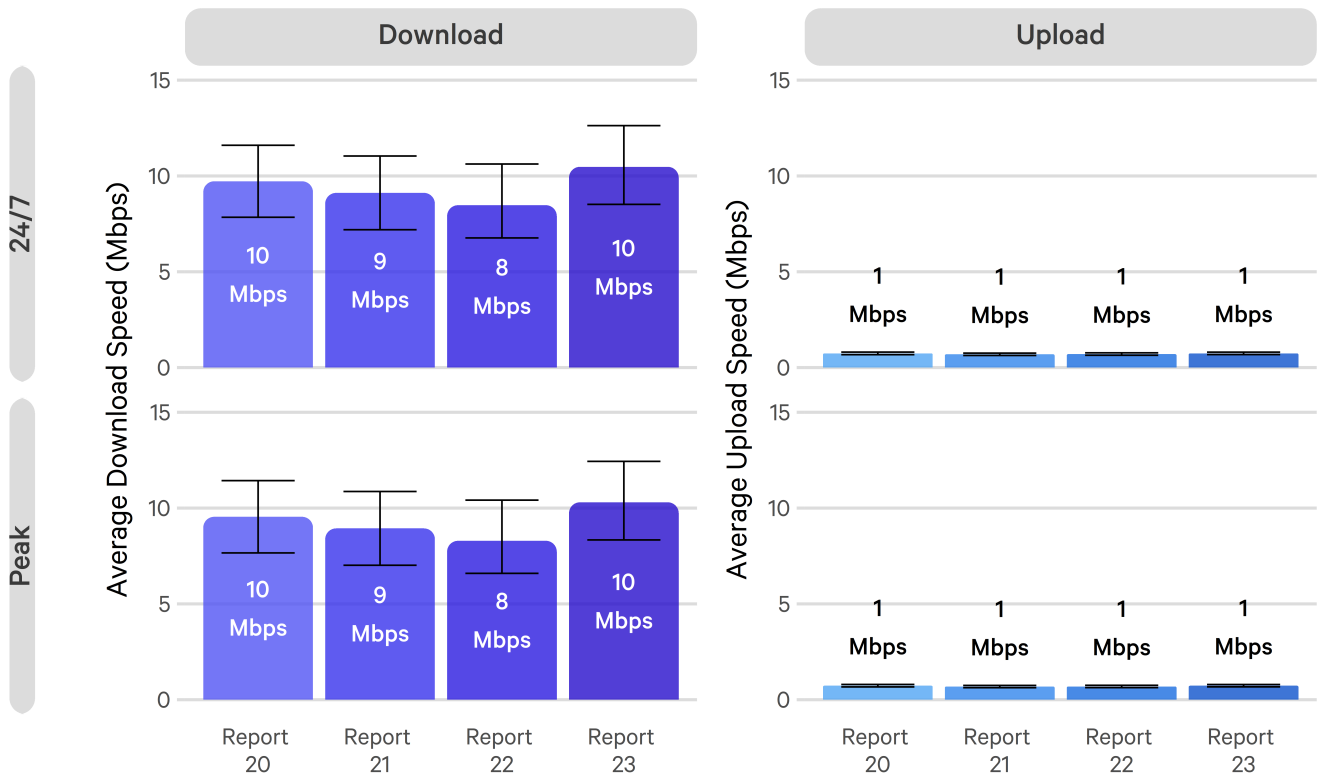 Download
Upload
24/7
Average Download Speed (Mbps)
15
10
5
0
10
Mbps
9
Mbps
8
Mbps
10
Mbps
Average Upload Speed (Mbps)
15
10
5
0
1
Mbps
1
Mbps
1
Mbps
1
Mbps
Peak
15
10
5
0
10
Mbps
9
Mbps
8
Mbps
10
Mbps
15
10
5
0
1
Mbps
1
Mbps
1
Mbps
1
Mbps
Report
20
Report
21
Report
22
Report
23
Report
20
Report
21
Report
22
Report
23